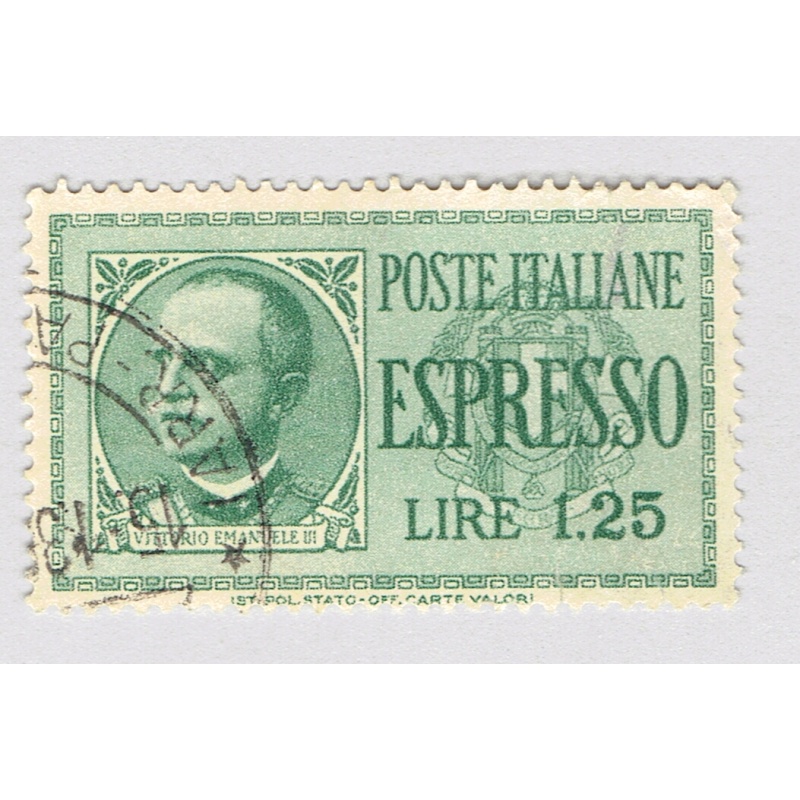 POSTE ITALIANE
ESPRESSO
LIRE 1.25
VITTORIO EMANUELE III
IST. POL. STATO-OFF. CARTE VALORI